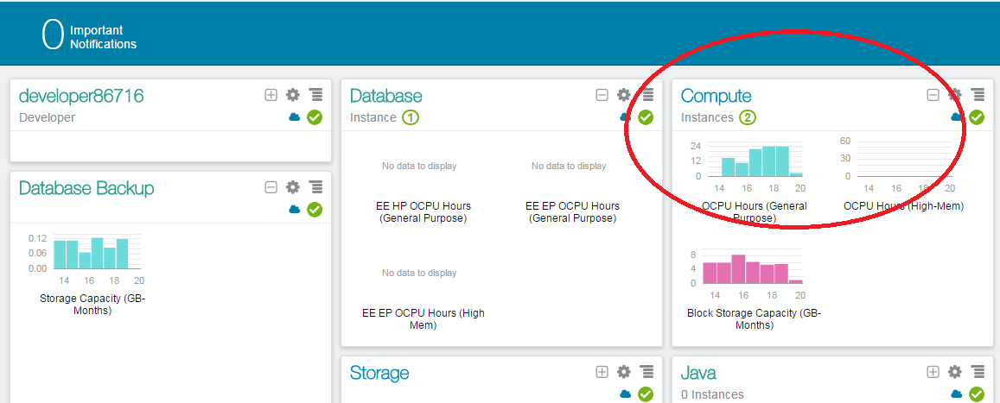 0 Important
Notifications
developer86716
Developer
Database
Instance 1
Compute
Instances 2
Database Backup
0.12
0.06
0.00
14 16 18 20
Storage Capacity (GB-
Months)
No data to display
EE HP OCPU Hours
(General Purpose)
No data to display
EE EP OCPU Hours
(General Purpose)
No data to display
EE EP OCPU Hours (High
Mem)
24
12
0
14 16 18 20
OCPU Hours (General
Purpose)
60
30
0
14 16 18 20
OCPU Hours (High-Mem)
8
4
0
14 16 18 20
Block Storage Capacity (GB-
Months)
Storage
Java
0 Instances